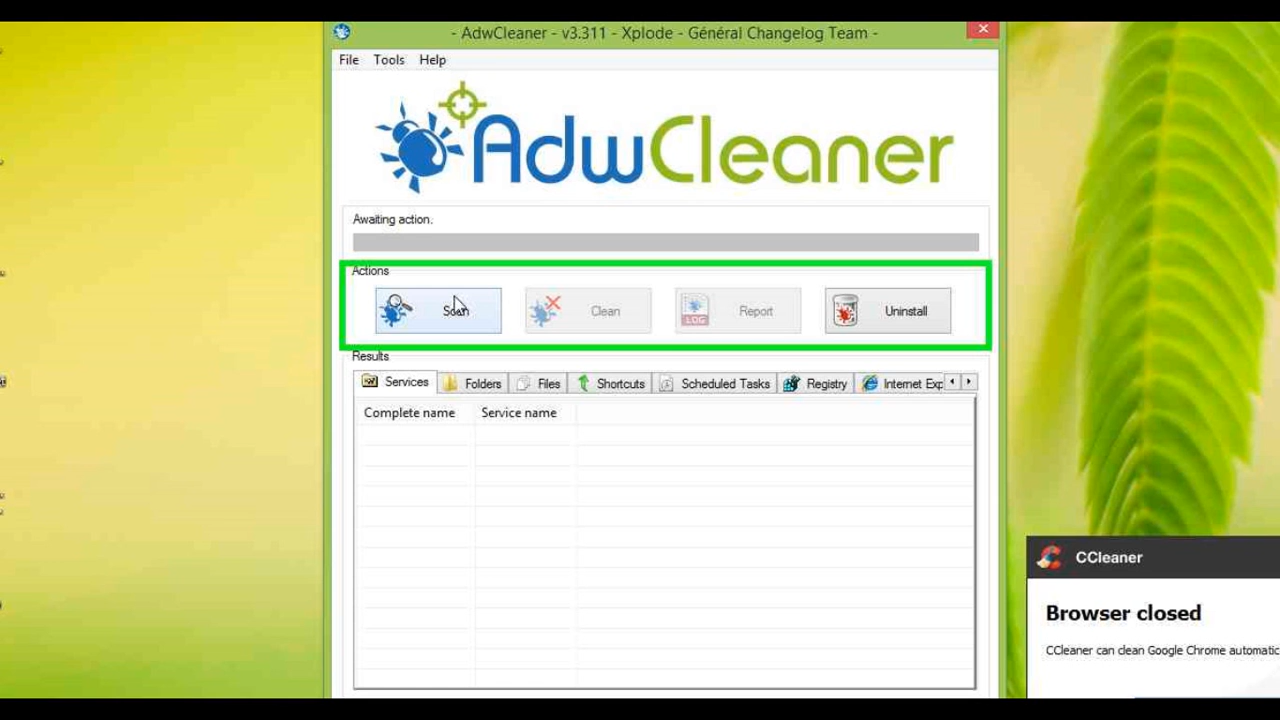 - AdwCleaner - v3.311 - Xplode - Général Changelog Team -
File Tools Help
AdwCleaner
Awaiting action.
Actions
Scan Clean LOG Report Uninstall
Results
Services Folders Files Shortcuts Scheduled Tasks Registry Internet Exp
Complete name Service name
CCleaner
Browser closed
CCleaner can clean Google Chrome automatic